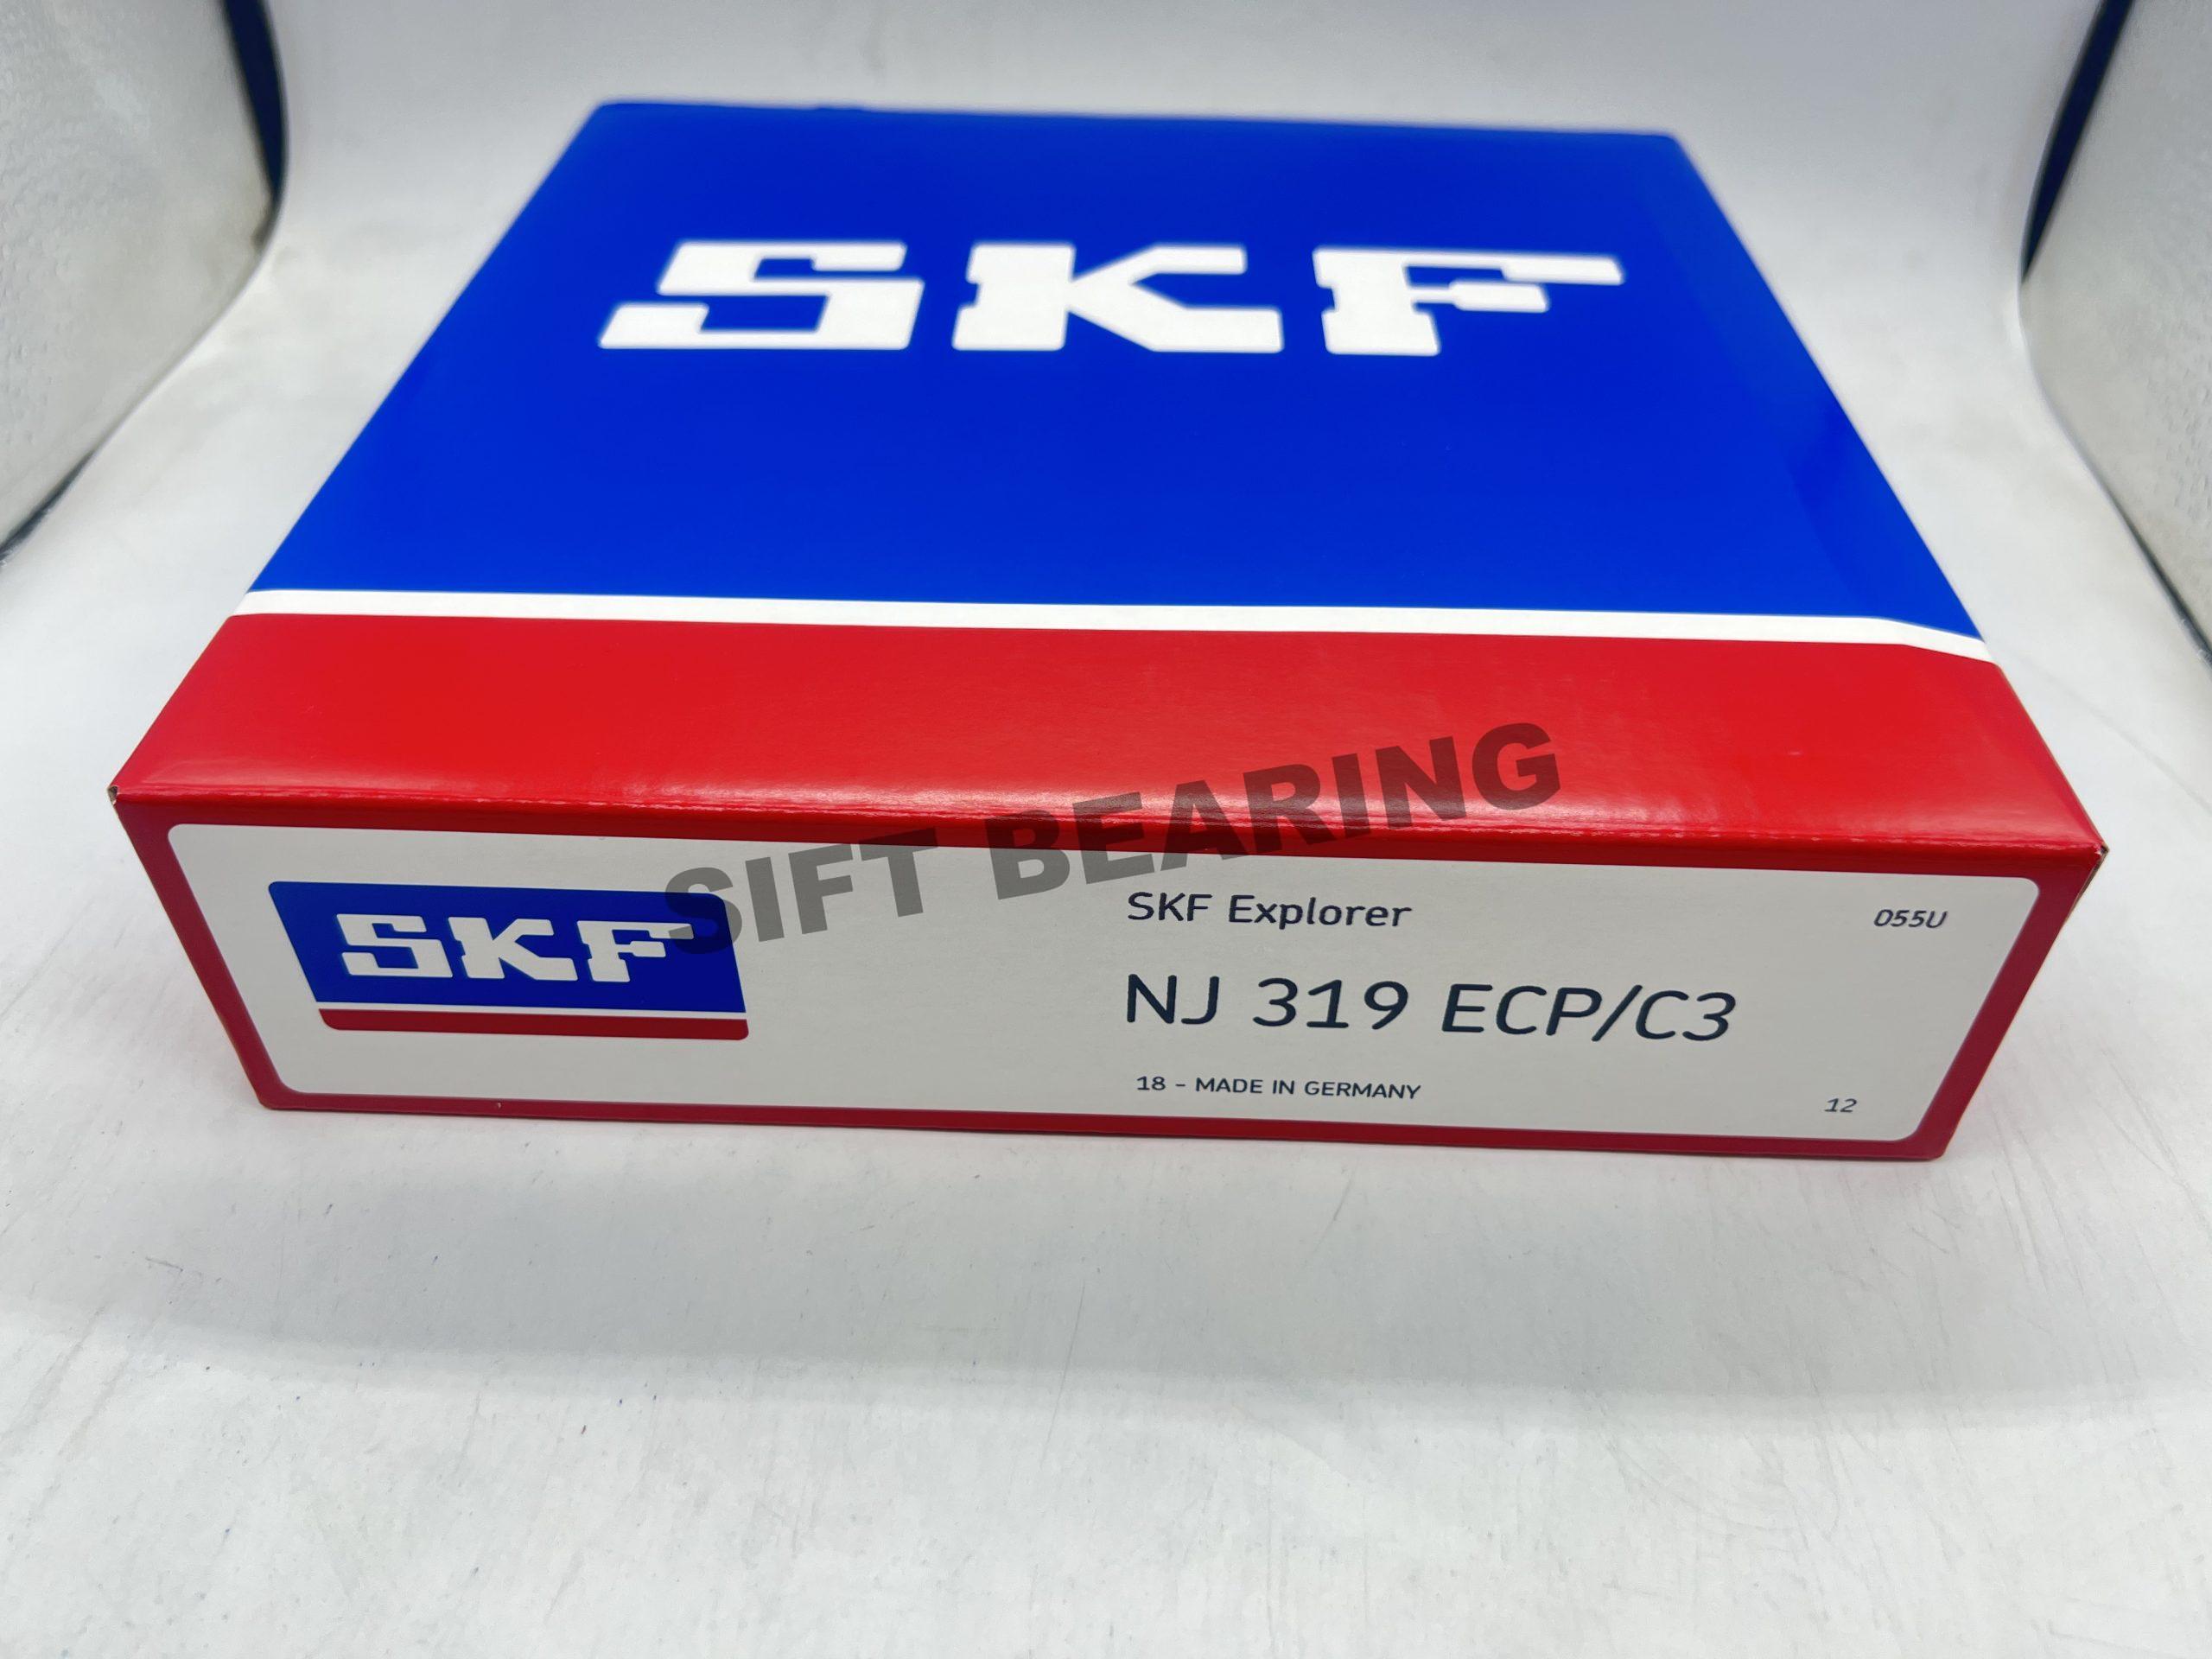 SKF
SIFT BEARING
SKF
SKF Explorer
055U
NJ 319 ECP/C3
18 - MADE IN GERMANY
12